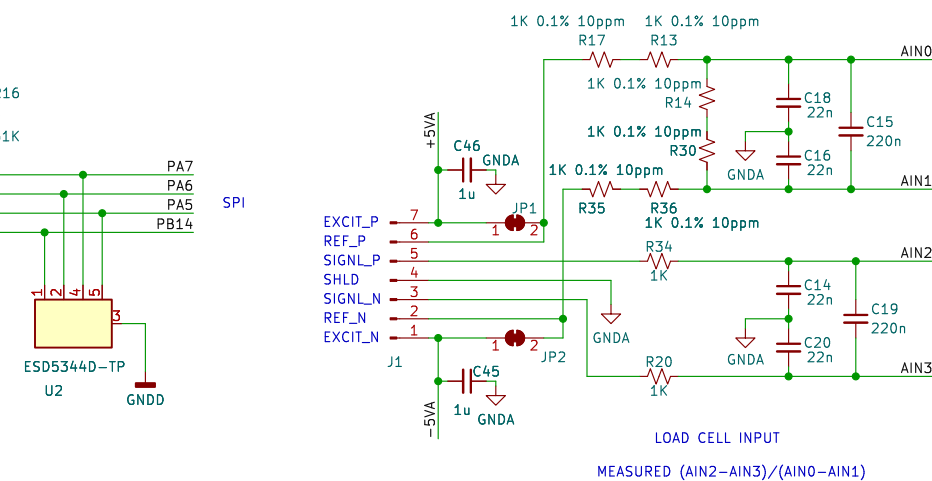 1K 0.1% 10ppm
1K 0.1% 10ppm
R17
R13
AIN0
1K 0.1% 10ppm
R14
C18
22n
C15
220n
1K 0.1% 10ppm
R30
GNDA
C16
22n
+5VA
C46
GNDA
1u
1K 0.1% 10ppm
R35
R36
1K 0.1% 10ppm
AIN1
PA7
PA6
PA5
PB14
SPI
1
2
4
5
3
ESD5344D-TP
U2
GNDD
EXCIT_P
7
REF_P
6
SIGNL_P
5
SHLD
4
SIGNL_N
3
REF_N
2
EXCIT_N
1
J1
JP1
1
2
R34
1K
AIN2
C14
22n
C19
220n
GNDA
GNDA
C20
22n
1
2
JP2
R20
1K
AIN3
C45
1u
GNDA
-5VA
LOAD CELL INPUT
MEASURED (AIN2-AIN3)/(AIN0-AIN1)